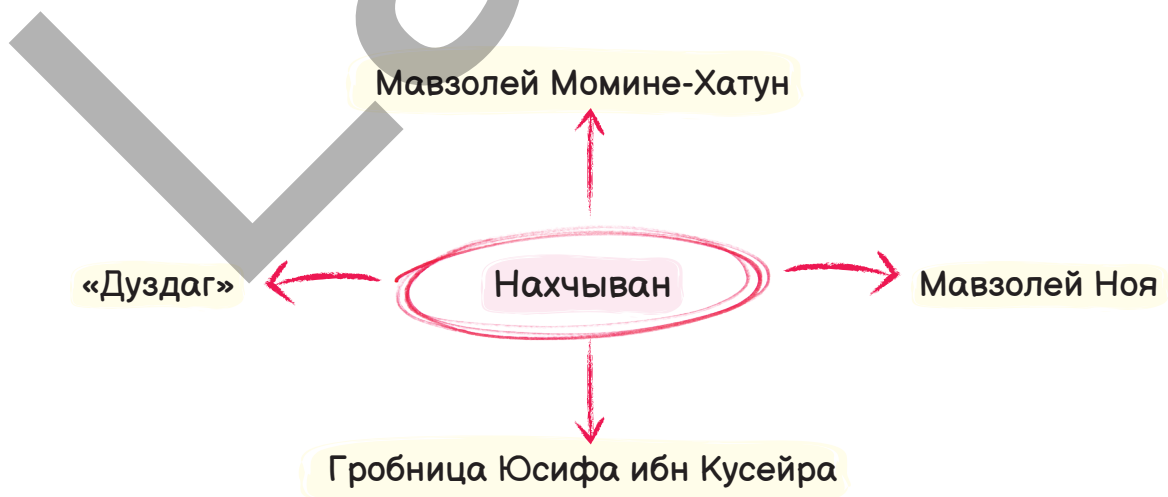 Мавзолей Момине-Хатун
«Дуздаг»
Нахчыван
Мавзолей Ноя
Гробница Юсифа ибн Кусейра